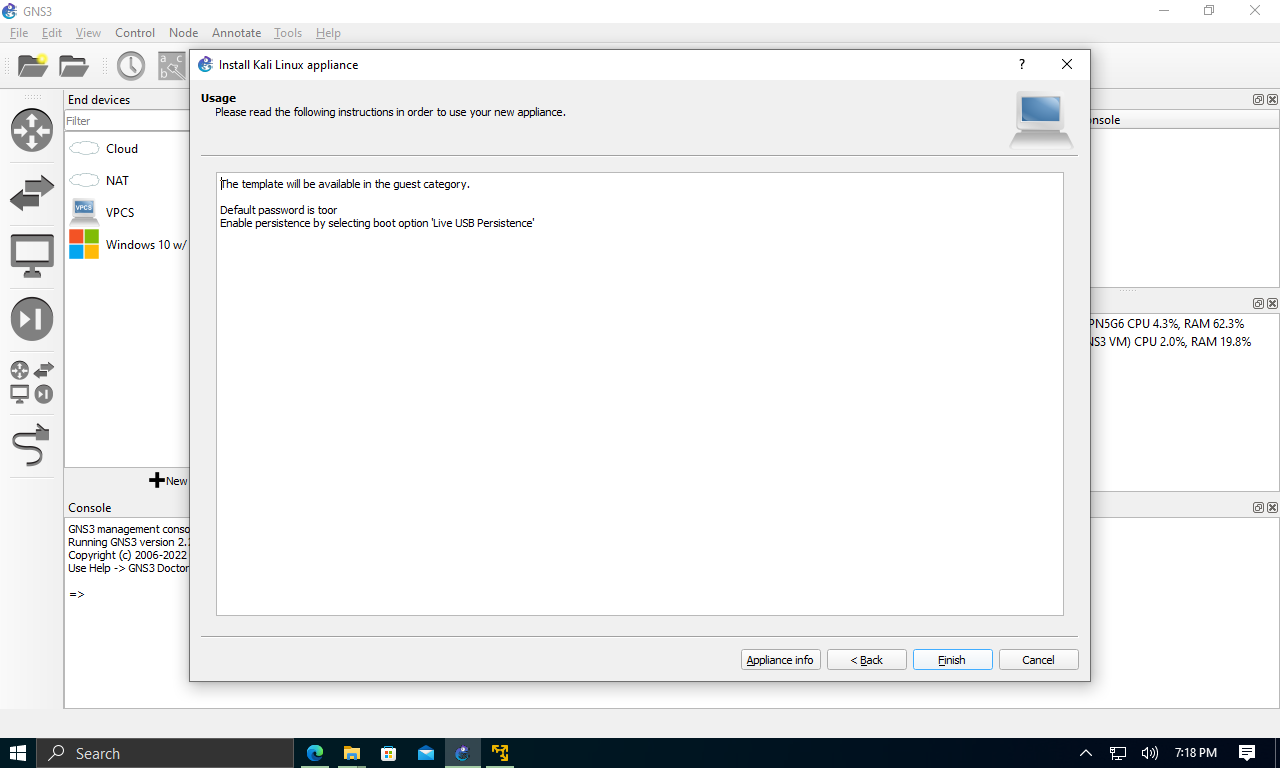 GNS3
File Edit View Control Node Annotate Tools Help
Install Kali Linux appliance
?
Usage
Please read the following instructions in order to use your new appliance.
The template will be available in the guest category.
Default password is toor
Enable persistence by selecting boot option 'Live USB Persistence'
Appliance info
< Back
Finish
Cancel
End devices
Filter
Cloud
NAT
VPCS
VPCS
Windows 10 w/
New
Console
GNS3 management conso
Running GNS3 version 2.
Copyright (c) 2006-2022
Use Help -> GNS3 Doctor
=>
nsole
PN5G6 CPU 4.3%, RAM 62.3%
NS3 VM) CPU 2.0%, RAM 19.8%
Search
7:18 PM